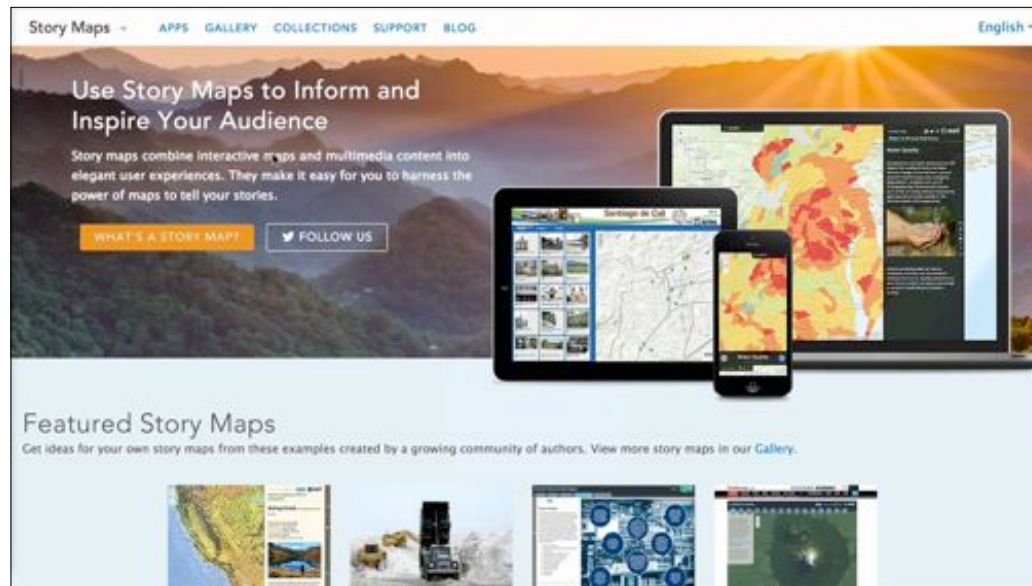 Story Maps
APPS GALLERY COLLECTIONS SUPPORT BLOG
English
Use Story Maps to Inform and
Inspire Your Audience
Story maps combine interactive maps and multimedia content into
elegant user experiences. They make it easy for you to harness the
power of maps to tell your stories.
WHAT'S A STORY MAP?
FOLLOW US
Santiago de Cali
Water Quality
Water Quality
Featured Story Maps
Get ideas for your own story maps from these examples created by a growing community of authors. View more story maps in our Gallery.